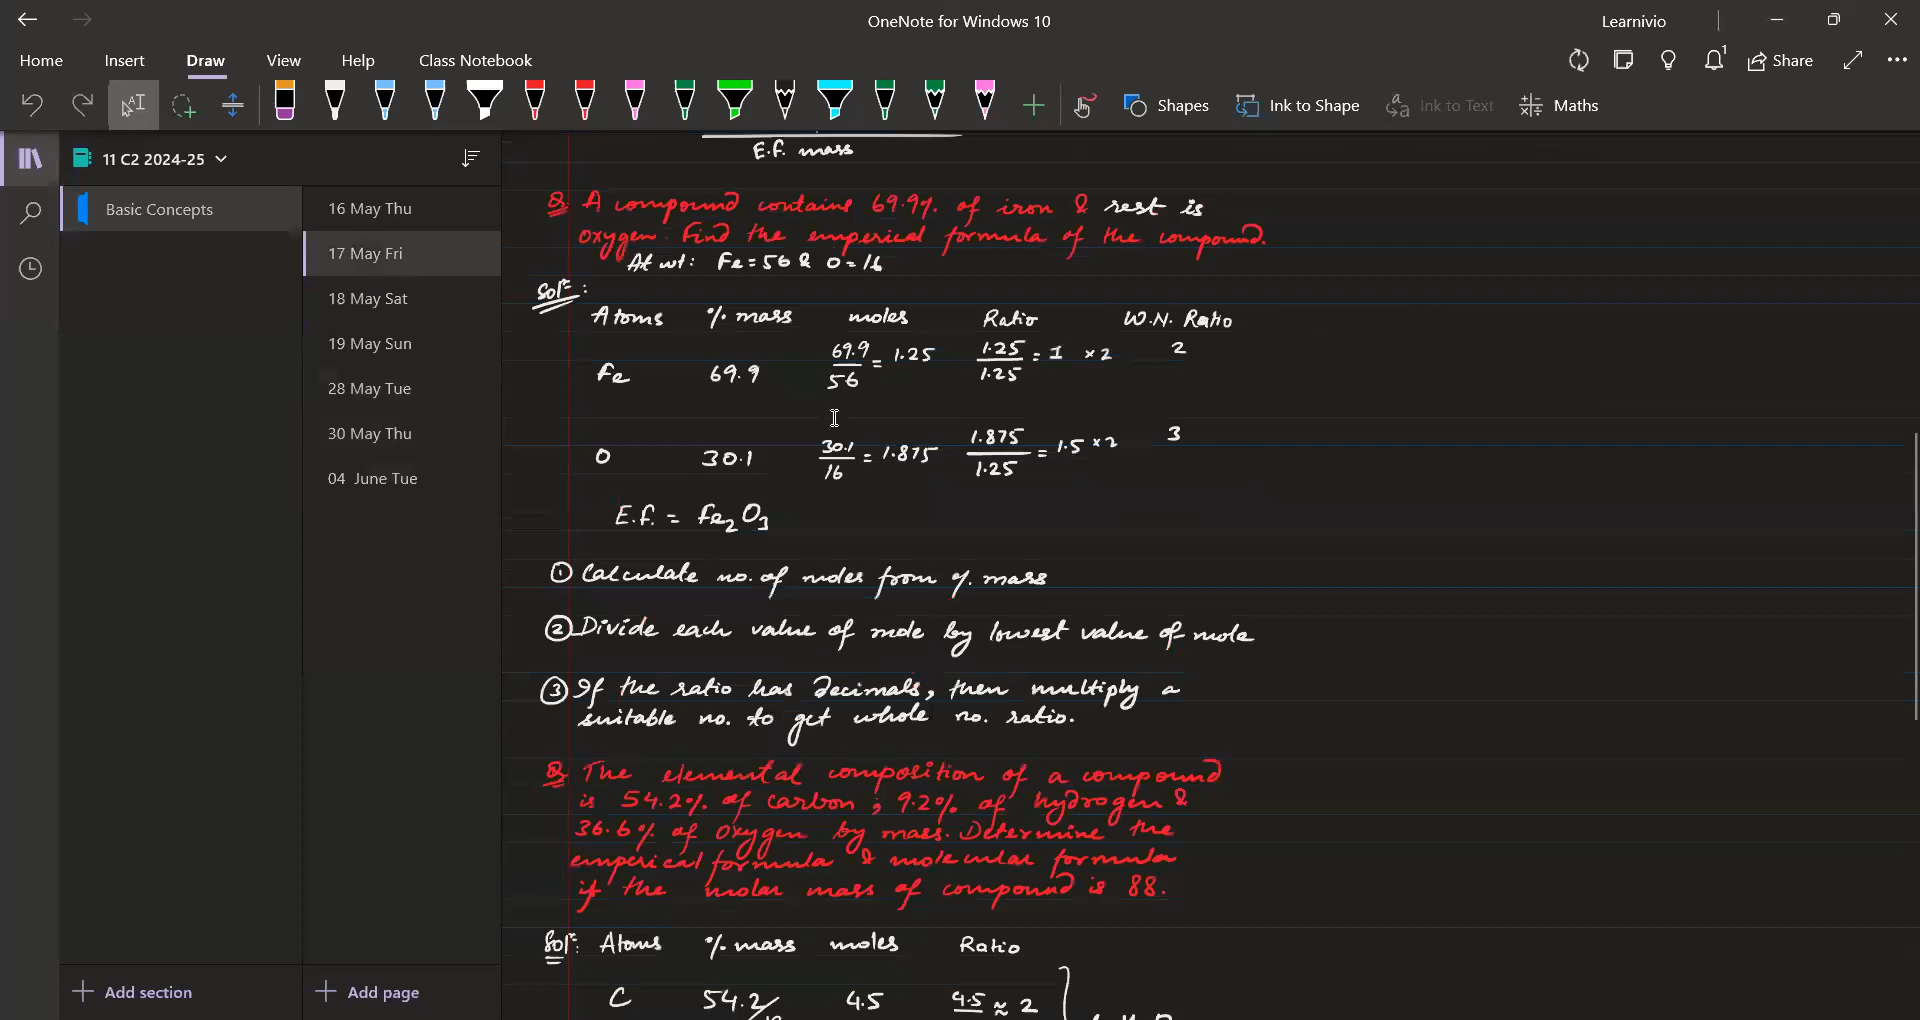 OneNote for Windows 10
Learnivio
Home Insert Draw View Help Class Notebook
1
Share
Shapes Ink to Shape Ink to Text Maths
11 C2 2024-25
Basic Concepts
16 May Thu
17 May Fri
18 May Sat
19 May Sun
28 May Tue
30 May Thu
04 June Tue
Add section
Add page
E.F. mass
Q A compound contains 69.9% of iron & rest is
oxygen. Find the emperical formula of the compound.
At wt: Fe = 56 & O = 16
Solⁿ:
Atoms % mass moles Ratio W.N. Ratio
Fe 69.9 69.9/56 = 1.25 1.25/1.25 = 1 ×2 2
O 30.1 30.1/16 = 1.875 1.875/1.25 = 1.5 ×2 3
E.F. = Fe₂O₃
① Calculate no. of moles from % mass
② Divide each value of mole by lowest value of mole
③ If the ratio has decimals, then multiply a
suitable no. to get whole no. ratio.
Q The elemental composition of a compound
is 54.2% of carbon ; 9.2% of hydrogen &
36.6% of oxygen by mass. Determine the
emperical formula & molecular formula
if the molar mass of compound is 88.
Solⁿ: Atoms % mass moles Ratio
C 54.2/ 4.5 4.5 ≈ 2